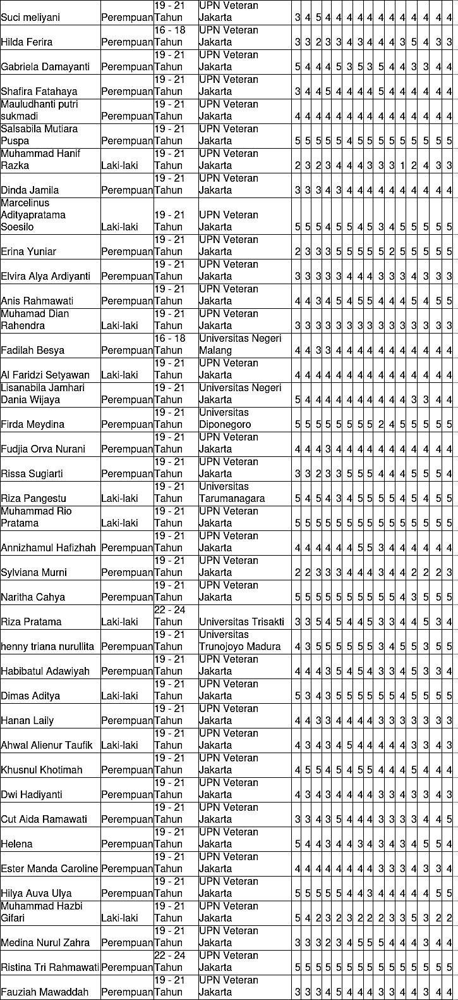 19 - 21 UPN Veteran
Suci meliyani Perempuan Tahun Jakarta 3 4 5 4 4 4 4 4 4 4 4 4 4 4 4
16 - 18 UPN Veteran
Hilda Ferira Perempuan Tahun Jakarta 3 3 2 3 3 4 3 4 4 4 3 5 4 3 3
19 - 21 UPN Veteran
Gabriela Damayanti Perempuan Tahun Jakarta 5 4 4 4 5 3 5 3 5 4 4 3 3 4 4
19 - 21 UPN Veteran
Shafira Fatahaya Perempuan Tahun Jakarta 3 4 4 5 4 4 4 4 5 4 4 4 4 4 4
Mauludhanti putri 19 - 21 UPN Veteran
sukmadi Perempuan Tahun Jakarta 4 4 4 4 4 4 4 4 4 4 4 4 4 4 4
Salsabila Mutiara 19 - 21 UPN Veteran
Puspa Perempuan Tahun Jakarta 5 5 5 5 5 4 5 5 5 5 5 5 5 5 5
Muhammad Hanif 19 - 21 UPN Veteran
Razka Laki-laki Tahun Jakarta 2 3 2 3 4 4 4 3 3 3 1 2 4 3 3
19 - 21 UPN Veteran
Dinda Jamila Perempuan Tahun Jakarta 3 3 3 4 3 4 4 4 4 4 4 4 4 4 4
Marcelinus
Adityapratama 19 - 21 UPN Veteran
Soesilo Laki-laki Tahun Jakarta 5 5 5 4 5 5 4 5 3 4 5 5 5 5 5
19 - 21 UPN Veteran
Erina Yuniar Perempuan Tahun Jakarta 2 3 3 3 5 5 5 5 5 2 5 5 5 5 5
19 - 21 UPN Veteran
Elvira Alya Ardiyanti Perempuan Tahun Jakarta 3 3 3 3 3 4 4 4 3 3 3 4 3 3 3
19 - 21 UPN Veteran
Anis Rahmawati Perempuan Tahun Jakarta 4 4 3 4 5 4 5 5 4 4 4 5 4 5 5
Muhamad Dian 19 - 21 UPN Veteran
Rahendra Laki-laki Tahun Jakarta 3 3 3 3 3 3 3 3 3 3 3 3 3 3 3
16 - 18 Universitas Negeri
Fadilah Besya Perempuan Tahun Malang 4 4 3 3 4 4 4 4 4 4 4 4 4 4 4
19 - 21 UPN Veteran
Al Faridzi Setyawan Laki-laki Tahun Jakarta 4 4 4 4 4 4 4 4 4 4 4 4 4 4 4
Lisanabila Jamhari 19 - 21 Universitas Negeri
Dania Wijaya Perempuan Tahun Jakarta 5 4 4 4 4 4 4 4 4 4 4 3 3 4 4
19 - 21 Universitas
Firda Meydina Perempuan Tahun Diponegoro 5 5 5 5 5 5 5 5 2 4 5 5 5 5 5
19 - 21 UPN Veteran
Fudjia Orva Nurani Perempuan Tahun Jakarta 4 4 4 3 4 4 4 4 4 4 4 4 4 4 4
19 - 21 UPN Veteran
Rissa Sugiarti Perempuan Tahun Jakarta 3 3 2 3 3 5 5 5 4 4 4 5 5 5 4
19 - 21 Universitas
Riza Pangestu Laki-laki Tahun Tarumanagara 5 4 5 4 3 4 5 5 5 5 4 5 4 5 5
Muhammad Rio 19 - 21 UPN Veteran
Pratama Laki-laki Tahun Jakarta 5 5 5 5 5 5 5 5 5 5 5 5 5 5 5
19 - 21 UPN Veteran
Annizhamul Hafizhah Perempuan Tahun Jakarta 4 4 4 4 4 4 5 5 3 4 4 4 4 4 4
19 - 21 UPN Veteran
Sylviana Murni Perempuan Tahun Jakarta 2 2 3 3 3 4 4 4 3 4 4 2 2 2 3
19 - 21 UPN Veteran
Naritha Cahya Perempuan Tahun Jakarta 5 5 5 5 5 5 5 5 5 5 4 3 5 5 5
22 - 24
Riza Pratama Laki-laki Tahun Universitas Trisakti 3 3 5 4 5 4 4 5 3 3 4 4 5 3 4
19 - 21 Universitas
henny triana nurullita Perempuan Tahun Trunojoyo Madura 4 3 5 5 5 5 5 5 3 4 5 5 3 5 5
19 - 21 UPN Veteran
Habibatul Adawiyah Perempuan Tahun Jakarta 4 4 4 3 5 4 5 4 3 3 4 5 3 3 4
19 - 21 UPN Veteran
Dimas Aditya Laki-laki Tahun Jakarta 5 3 4 3 5 5 5 5 5 5 4 5 5 5 5
19 - 21 UPN Veteran
Hanan Laily Perempuan Tahun Jakarta 4 4 3 3 4 4 4 4 3 3 3 3 3 3 3
19 - 21 UPN Veteran
Ahwal Alienur Taufik Laki-laki Tahun Jakarta 4 3 4 3 4 5 4 4 4 4 4 3 3 4 3
19 - 21 UPN Veteran
Khusnul Khotimah Perempuan Tahun Jakarta 4 5 5 4 5 4 5 5 4 4 4 5 4 4 4
19 - 21 UPN Veteran
Dwi Hadiyanti Perempuan Tahun Jakarta 4 3 4 3 4 4 4 4 3 3 4 3 3 4 3
19 - 21 UPN Veteran
Cut Aida Ramawati Perempuan Tahun Jakarta 3 3 4 3 5 4 4 4 3 3 3 3 4 4 5
19 - 21 UPN Veteran
Helena Perempuan Tahun Jakarta 5 4 4 3 4 4 3 4 3 4 3 4 5 5 4
19 - 21 UPN Veteran
Ester Manda Caroline Perempuan Tahun Jakarta 4 4 4 4 4 4 4 4 3 3 3 4 3 3 4
19 - 21 UPN Veteran
Hilya Auva Ulya Perempuan Tahun Jakarta 5 5 5 5 5 4 4 3 4 4 4 4 4 5 5
Muhammad Hazbi 19 - 21 UPN Veteran
Gifari Laki-laki Tahun Jakarta 5 4 2 3 2 3 2 2 2 3 3 5 3 2 2
19 - 21 UPN Veteran
Medina Nurul Zahra Perempuan Tahun Jakarta 3 3 3 2 3 4 5 5 5 4 4 4 3 4 4
22 - 24 UPN Veteran
Ristina Tri Rahmawati Perempuan Tahun Jakarta 5 5 5 5 5 5 5 5 5 5 5 5 5 5 5
19 - 21 UPN Veteran
Fauziah Mawaddah Perempuan Tahun Jakarta 3 3 3 4 5 4 4 4 3 3 4 4 3 4 4